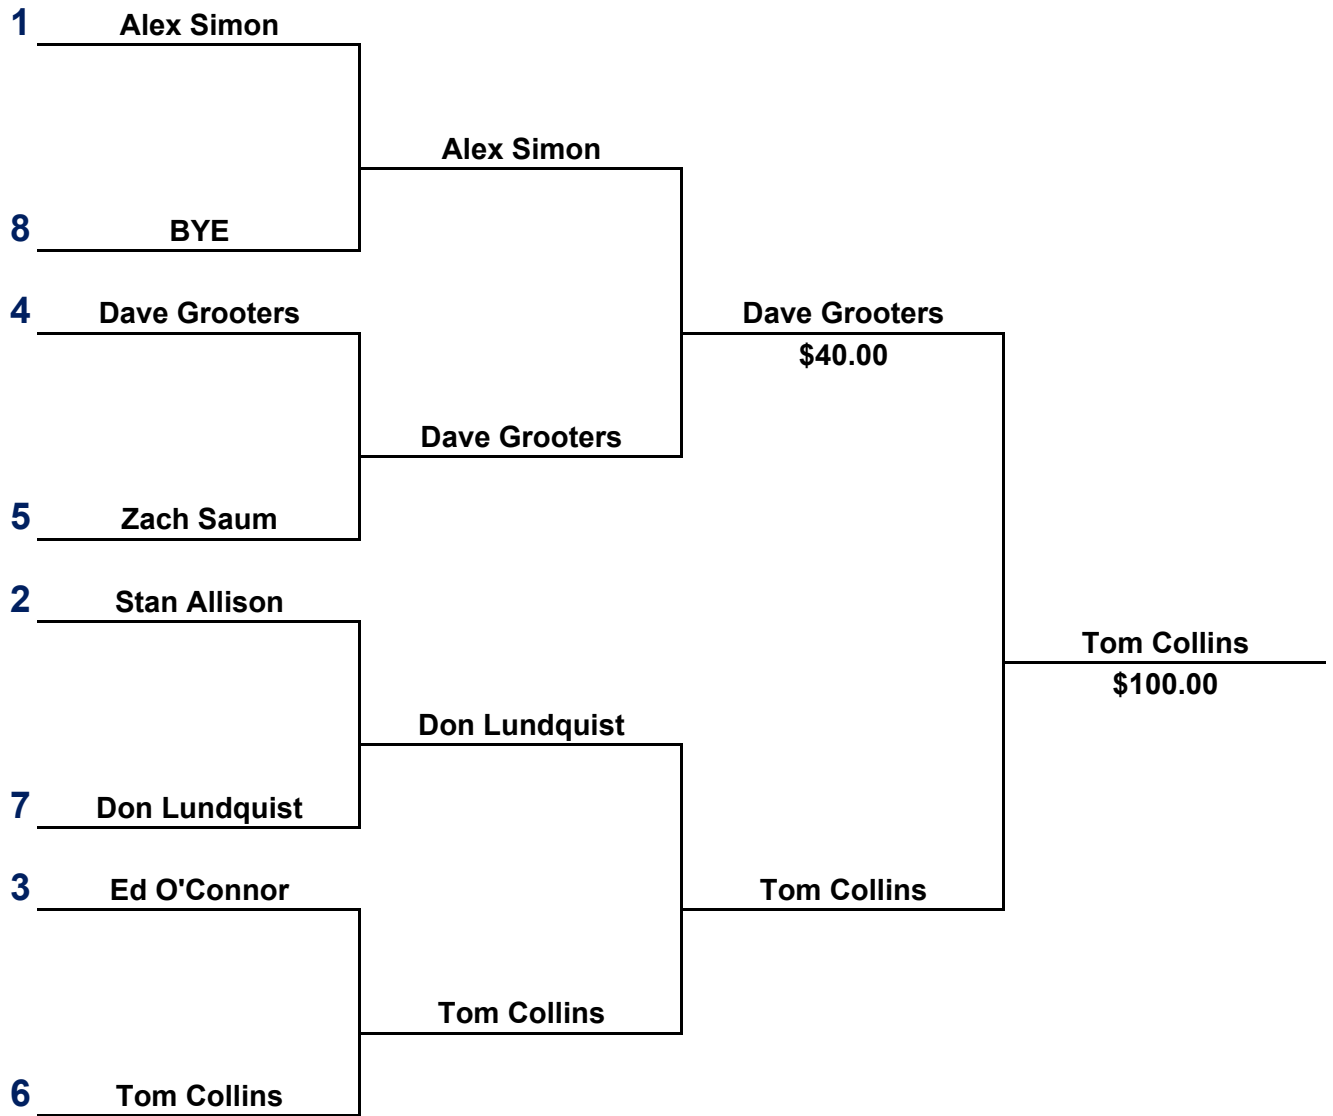 1 Alex Simon
Alex Simon
8 BYE
4 Dave Grooters
Dave Grooters
$40.00
Dave Grooters
5 Zach Saum
2 Stan Allison
Tom Collins
$100.00
Don Lundquist
7 Don Lundquist
3 Ed O'Connor
Tom Collins
Tom Collins
6 Tom Collins